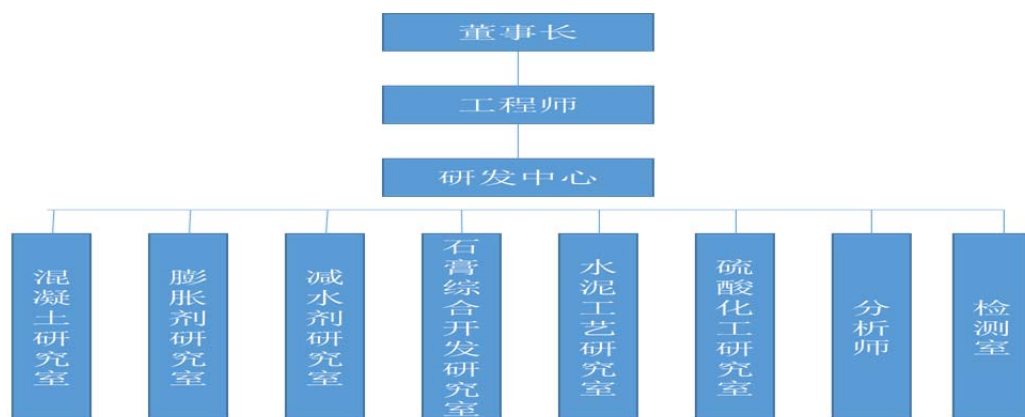 董事长
工程师
研发中心
混凝土研究室
膨胀剂研究室
减水剂研究室
石膏综合开发研究室
水泥工艺研究室
硫酸化工研究室
分析师
检测室